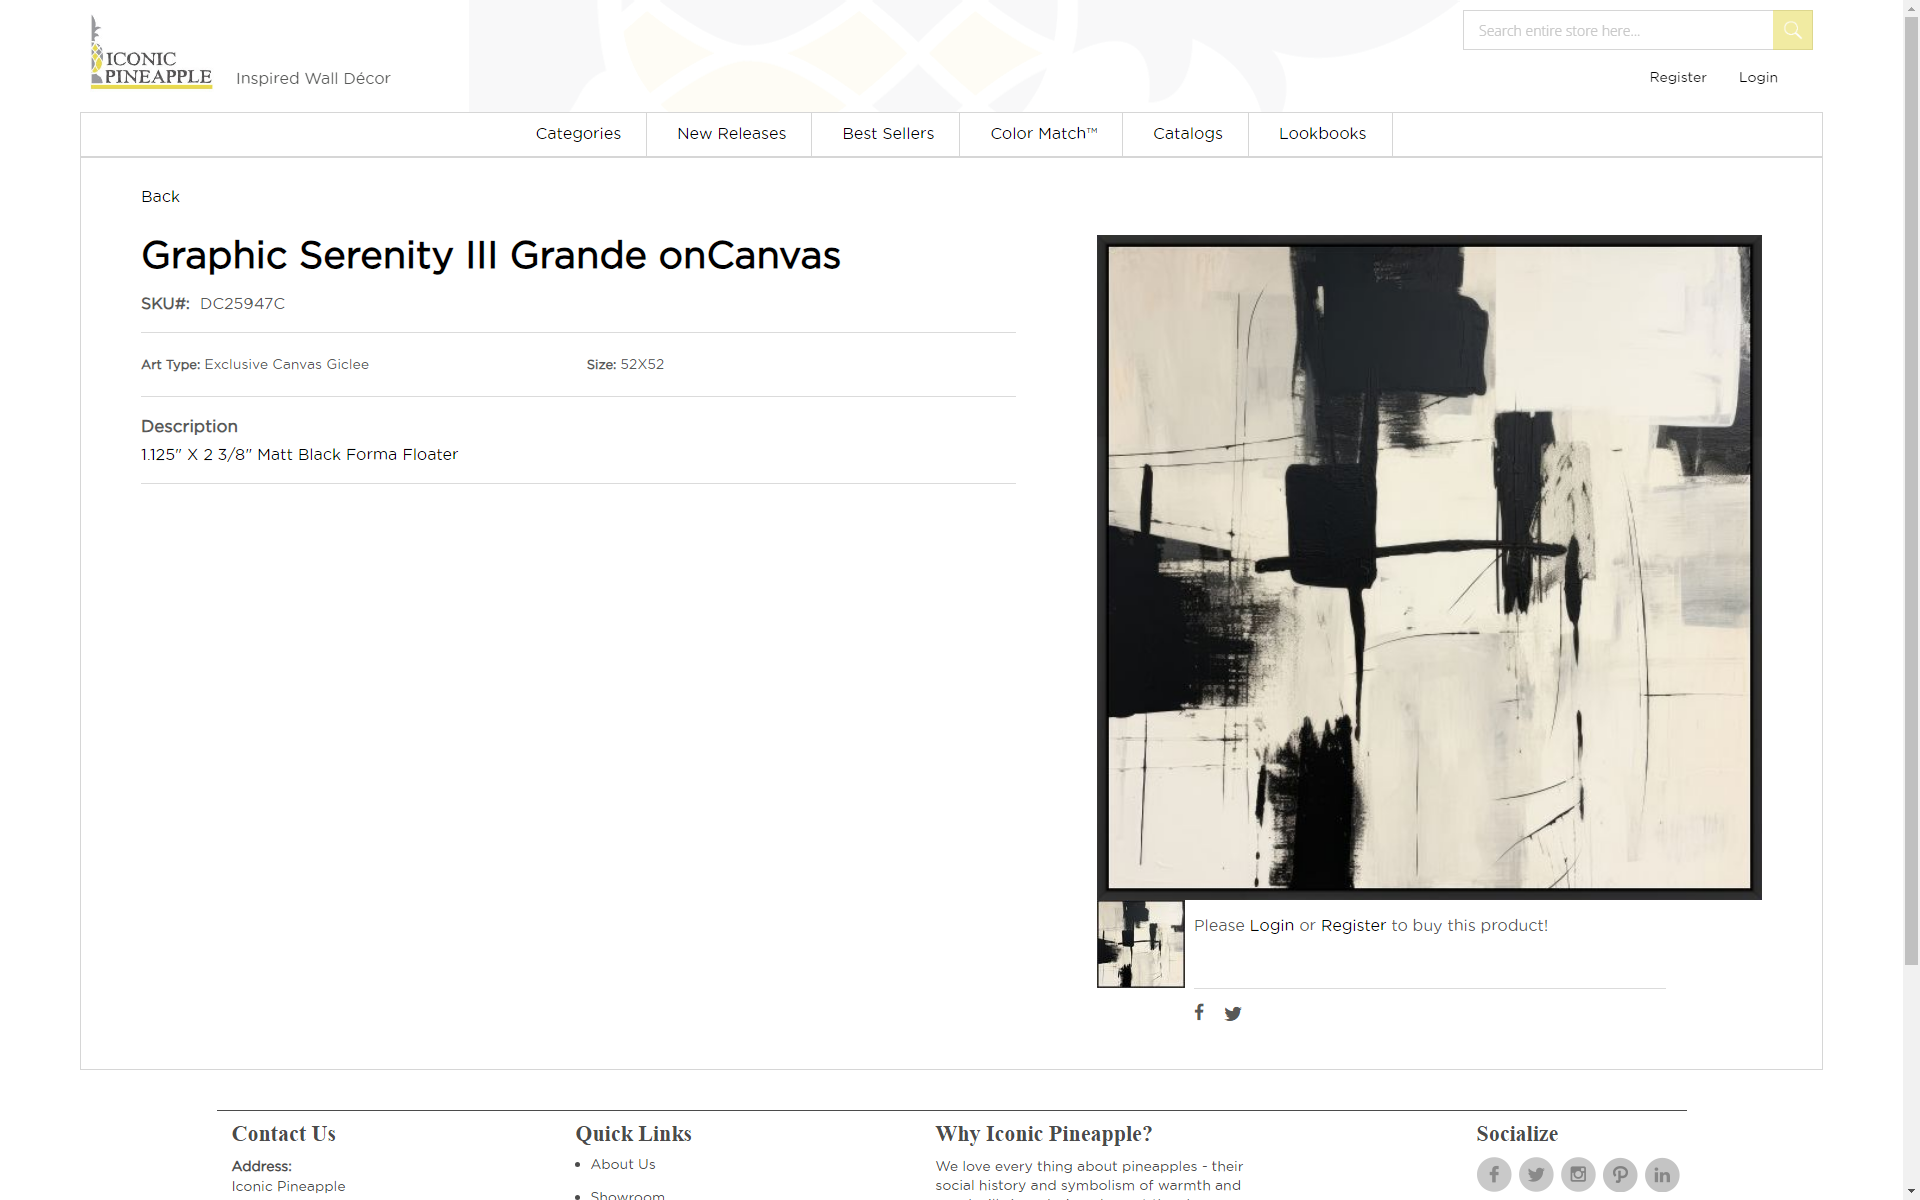 ICONIC
PINEAPPLE
Inspired Wall Décor
Search entire store here...
Register
Login
Categories
New Releases
Best Sellers
Color Match™
Catalogs
Lookbooks
Back
Graphic Serenity III Grande onCanvas
SKU#: DC25947C
Art Type: Exclusive Canvas Giclee
Size: 52X52
Description
1.125" X 2 3/8" Matt Black Forma Floater
Please Login or Register to buy this product!
Contact Us
Address:
Iconic Pineapple
Quick Links
About Us
Showroom
Why Iconic Pineapple?
We love every thing about pineapples - their
social history and symbolism of warmth and
Socialize